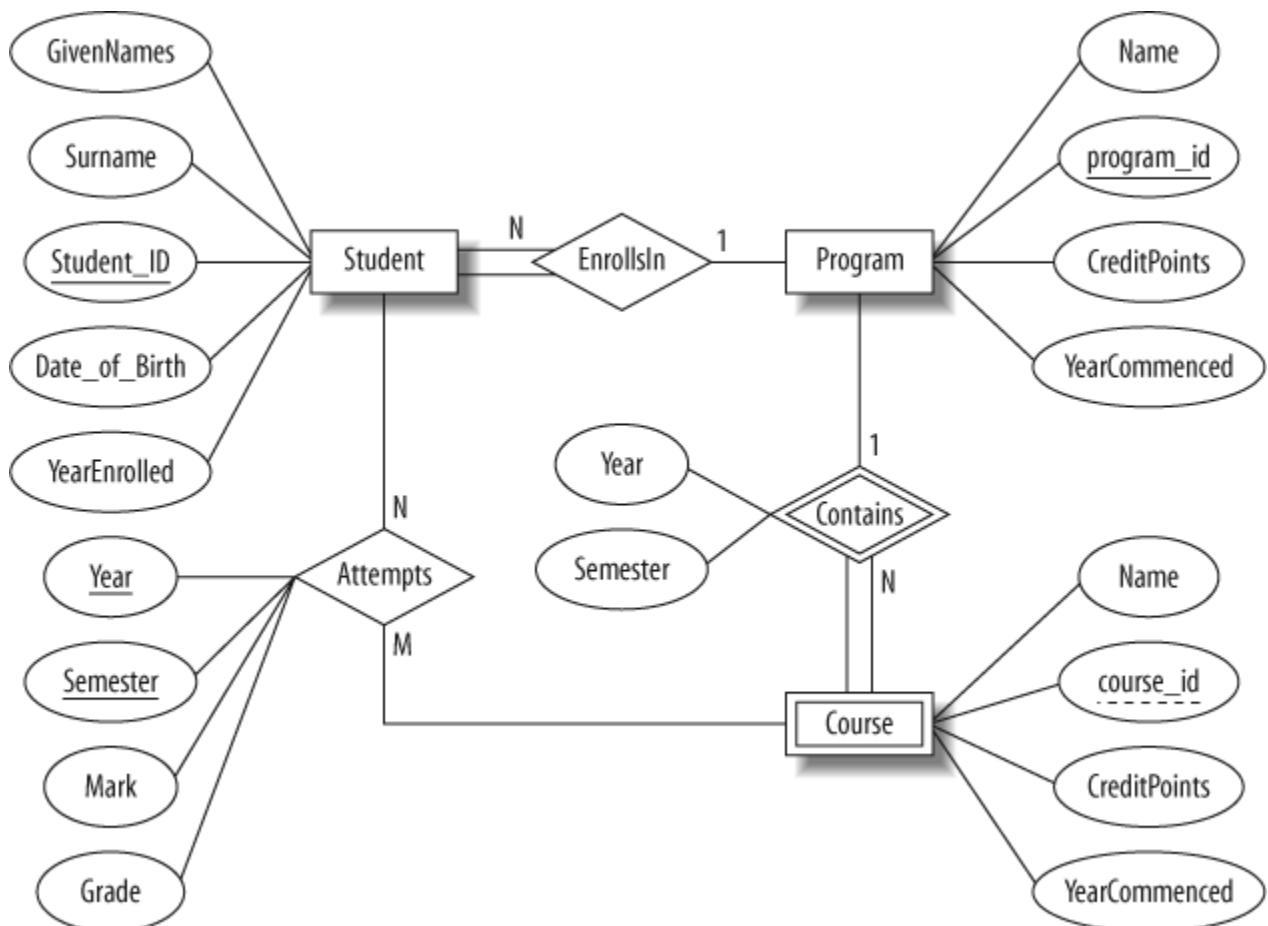 GivenNames
Name
Surname
program_id
Student_ID
Student
N
EnrollsIn
1
Program
CreditPoints
Date_of_Birth
YearCommenced
YearEnrolled
Year
1
N
Contains
Semester
N
Year
Attempts
Name
M
Semester
course_id
Course
Mark
CreditPoints
Grade
YearCommenced